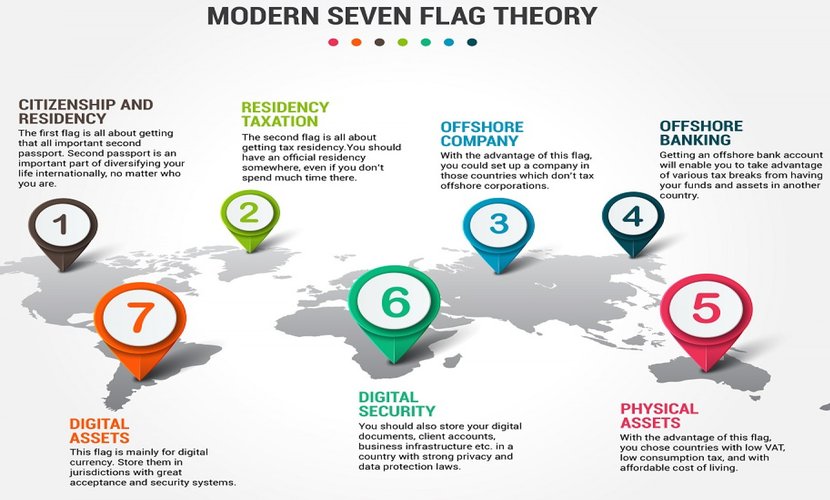 MODERN SEVEN FLAG THEORY
CITIZENSHIP AND
RESIDENCY
The first flag is all about getting
that all important second
passport. Second passport is an
important part of diversifying your
life internationally, no matter who
you are.
1
RESIDENCY
TAXATION
The second flag is all about
getting tax residency.You should
have an official residency
somewhere, even if you don't
spend much time there.
2
OFFSHORE
COMPANY
With the advantage of this flag,
you could set up a company in
those countries which don't tax
offshore corporations.
3
OFFSHORE
BANKING
Getting an offshore bank account
will enable you to take advantage
of various tax breaks from having
your funds and assets in another
country.
4
7
DIGITAL
ASSETS
This flag is mainly for digital
currency. Store them in
jurisdictions with great
acceptance and security systems.
6
DIGITAL
SECURITY
You should also store your digital
documents, client accounts,
business infrastructure etc. in a
country with strong privacy and
data protection laws.
5
PHYSICAL
ASSETS
With the advantage of this flag,
you chose countries with low VAT,
low consumption tax, and with
affordable cost of living.